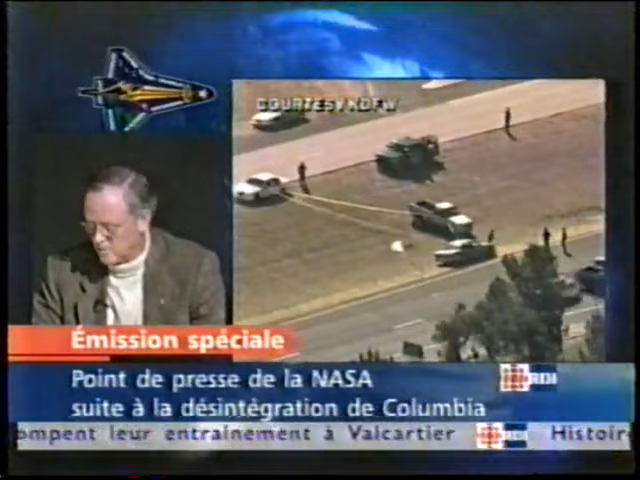 COURTESY KDFW
Émission spéciale
Point de presse de la NASA
suite à la désintégration de Columbia
RDI
ompent leur entraînement à Valcartier
Histoir